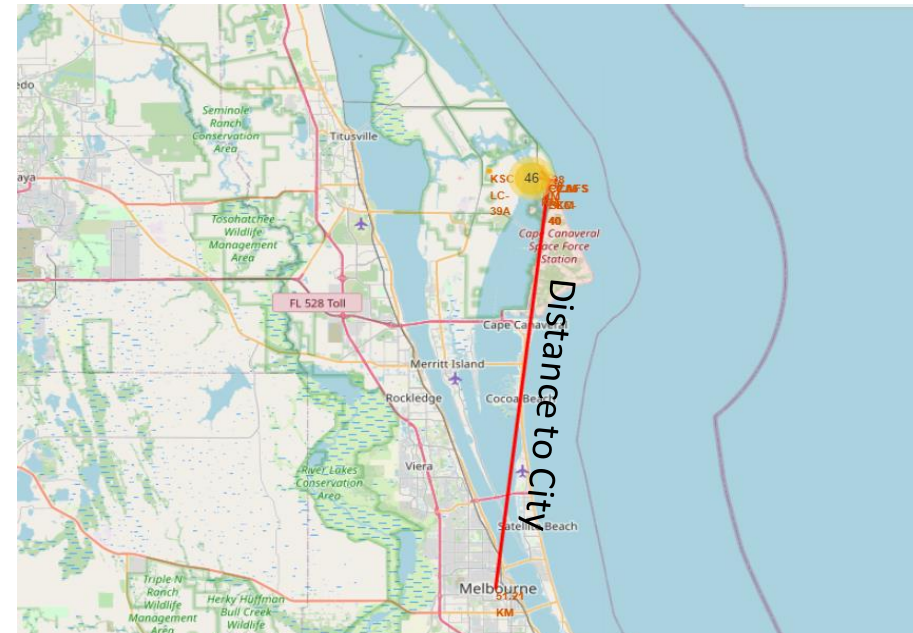 edo
Seminole
Ranch
Conservation
Area
Titusville
aya
KSC
LC-
39A
46
40
Cape Canaveral
Space Force
Station
Tosohatchee
Wildlife
Management
Area
FL 528 Toll
Cape Canaveral
Distance to City
Merritt Island
Rockledge
Cocoa Beach
Viera
River Lakes
Conservation
Area
Satellite Beach
Melbourne
51.21
KM
Triple N
Ranch
Wildlife
Management
Area
Herky Huffman
Bull Creek
Wildlife